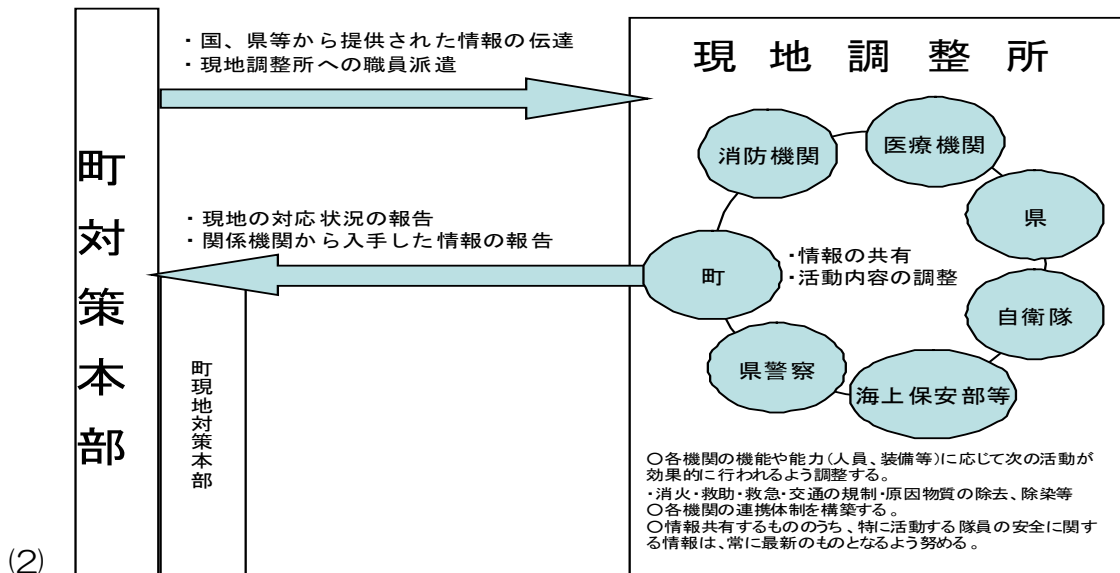 ・国、県等から提供された情報の伝達
・現地調整所への職員派遣
現地調整所
町対策本部
消防機関
医療機関
県
自衛隊
海上保安部等
県警察
町
・情報の共有
・活動内容の調整
・現地の対応状況の報告
・関係機関から入手した情報の報告
町現地対策本部
○各機関の機能や能力(人員、装備等)に応じて次の活動が
効果的に行われるよう調整する。
・消火・救助・救急・交通の規制・原因物質の除去、除染等
○各機関の連携体制を構築する。
○情報共有するもののうち、特に活動する隊員の安全に関す
る情報は、常に最新のものとなるよう努める。
(2)